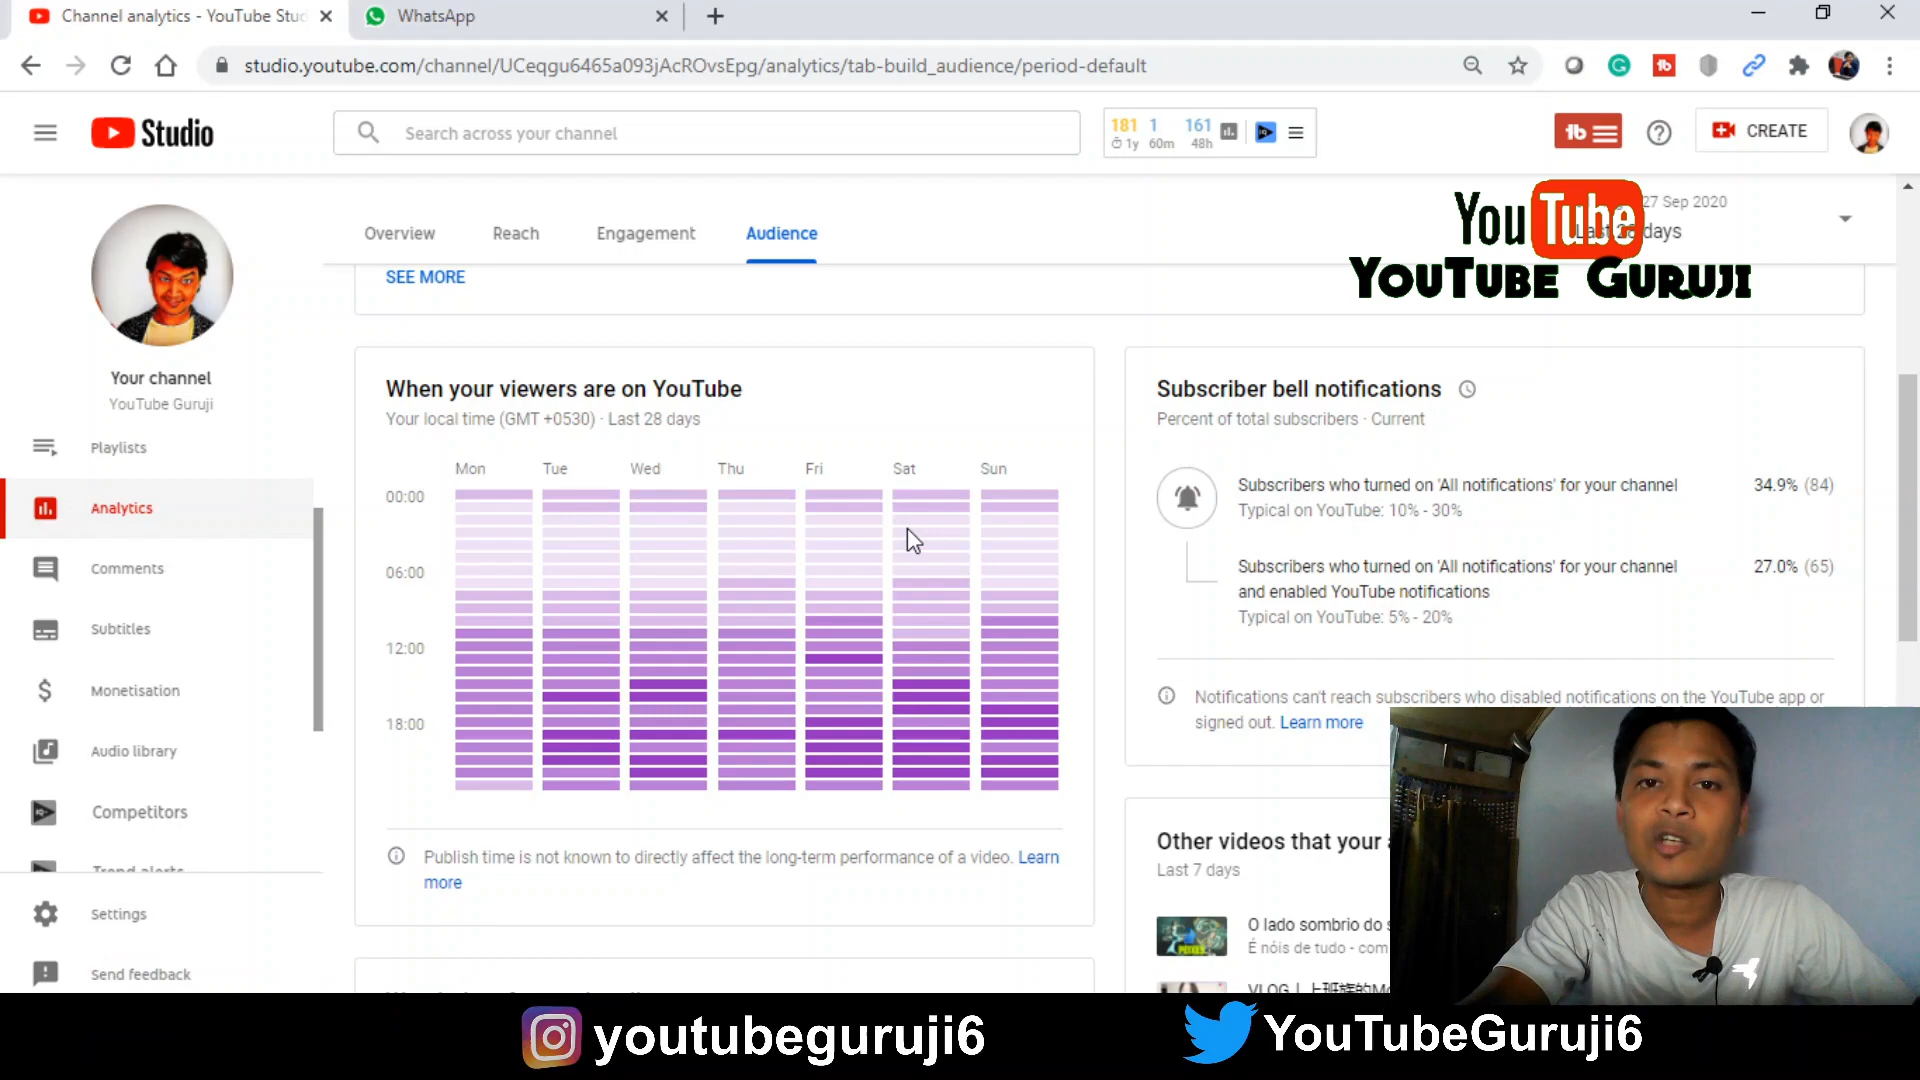 Channel analytics - YouTube Stu
WhatsApp
studio.youtube.com/channel/UCeqgu6465a093jAcROvsEpg/analytics/tab-build_audience/period-default
Studio
Search across your channel
181 1 161
1y 60m 48h
CREATE
Your channel
YouTube Guruji
Playlists
Analytics
Comments
Subtitles
Monetisation
Audio library
Competitors
Trend alerts
Settings
Send feedback
Overview Reach Engagement Audience
27 Sep 2020
Last 28 days
YouTube
YouTube Guruji
SEE MORE
When your viewers are on YouTube
Your local time (GMT +0530) · Last 28 days
Mon Tue Wed Thu Fri Sat Sun
00:00
06:00
12:00
18:00
Publish time is not known to directly affect the long-term performance of a video. Learn
more
Subscriber bell notifications
Percent of total subscribers · Current
Subscribers who turned on 'All notifications' for your channel 34.9% (84)
Typical on YouTube: 10% - 30%
Subscribers who turned on 'All notifications' for your channel 27.0% (65)
and enabled YouTube notifications
Typical on YouTube: 5% - 20%
Notifications can't reach subscribers who disabled notifications on the YouTube app or
signed out. Learn more
Other videos that your
Last 7 days
O lado sombrio do
É nóis de tudo - com
VLOG
youtubeguruji6
YouTubeGuruji6